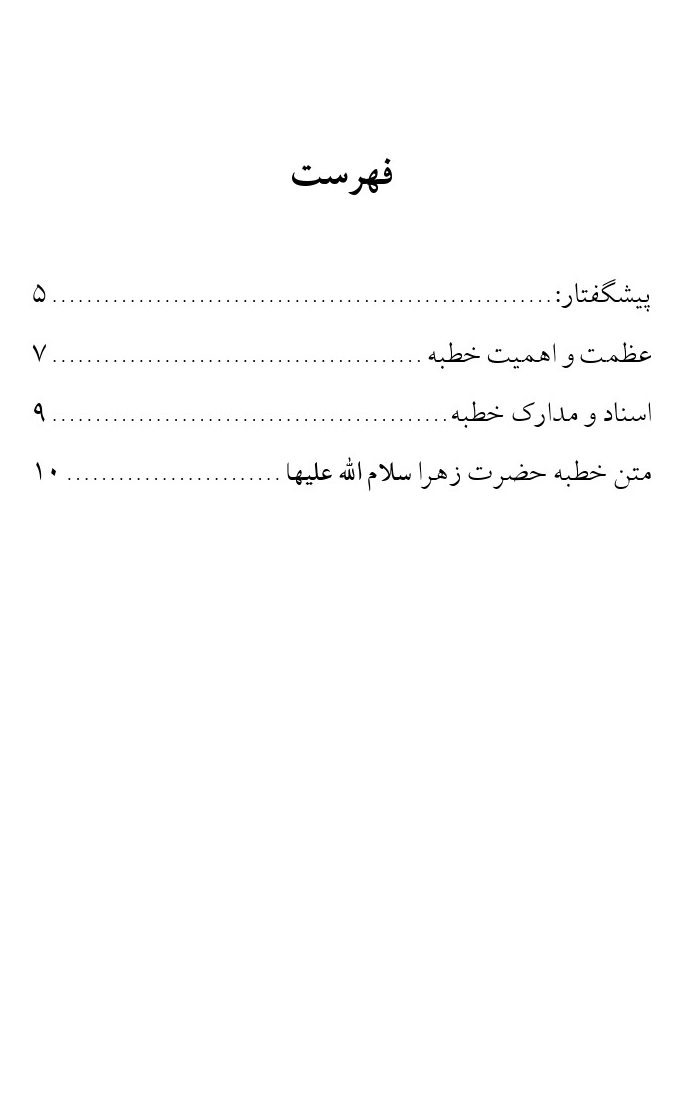 فهرست
پیشگفتار: ........................................................ ۵
عظمت و اهمیت خطبه .......................................... ۷
اسناد و مدارک خطبه ............................................. ۹
متن خطبه حضرت زهرا سلام الله علیها ........................ ۱۰